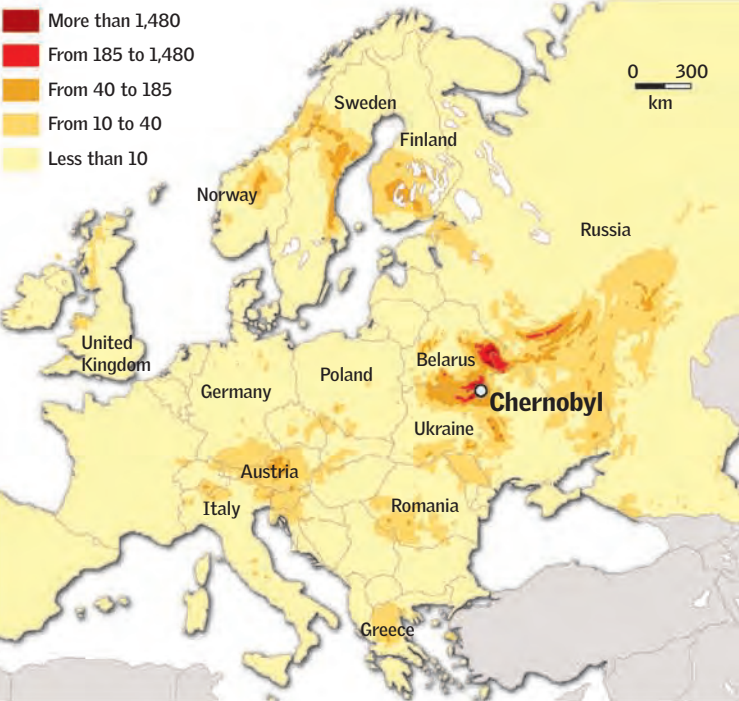 More than 1,480
From 185 to 1,480
From 40 to 185
From 10 to 40
Less than 10
0 300
km
Sweden
Finland
Norway
Russia
United
Kingdom
Belarus
Poland
Germany
Chernobyl
Ukraine
Austria
Italy
Romania
Greece